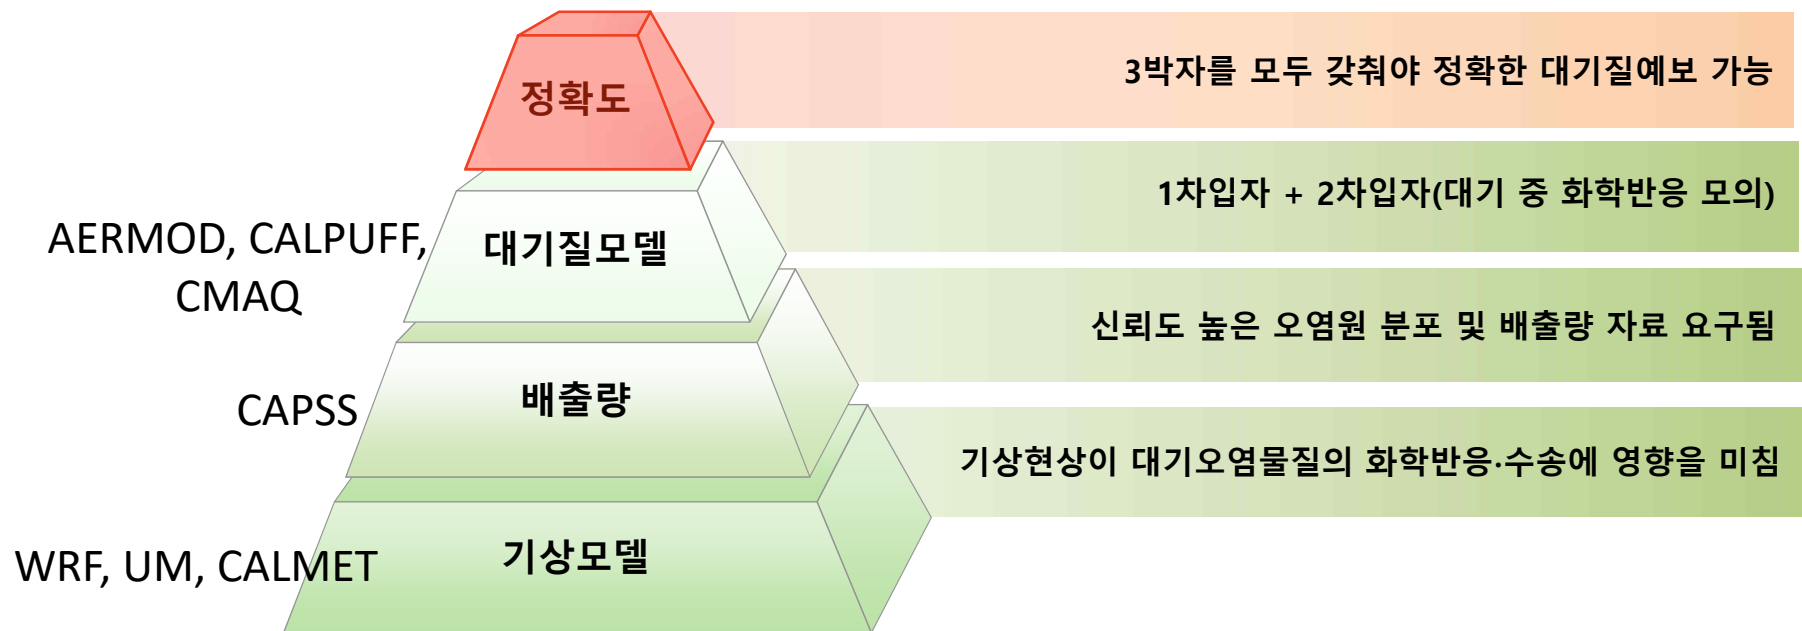 정확도
3박자를 모두 갖춰야 정확한 대기질예보 가능
AERMOD, CALPUFF,
CMAQ
대기질모델
1차입자 + 2차입자(대기 중 화학반응 모의)
CAPSS
배출량
신뢰도 높은 오염원 분포 및 배출량 자료 요구됨
WRF, UM, CALMET
기상모델
기상현상이 대기오염물질의 화학반응·수송에 영향을 미침